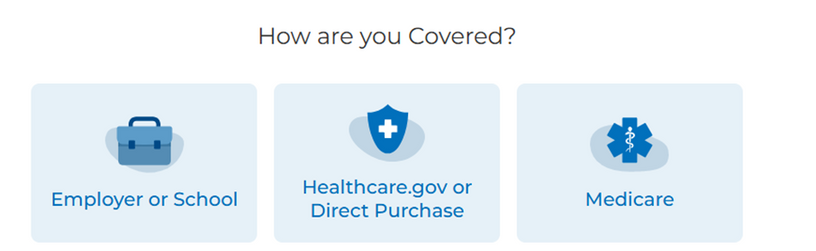 How are you Covered?
Employer or School
Healthcare.gov or
Direct Purchase
Medicare